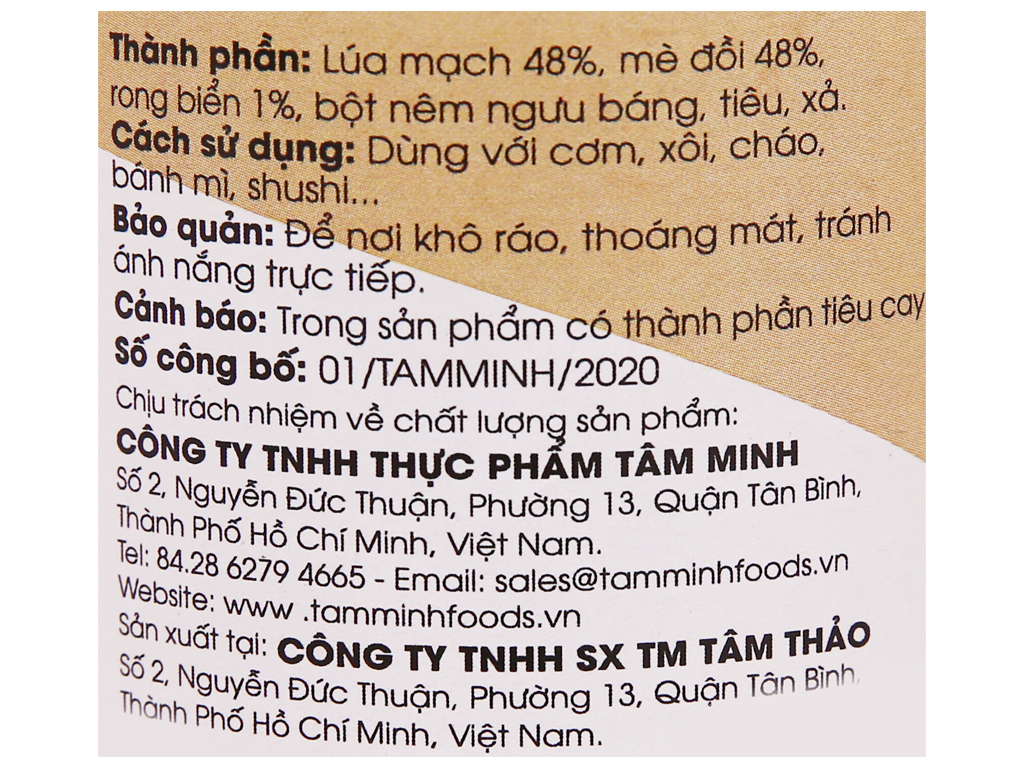 Thành phần: Lúa mạch 48%, mè đồi 48%,
rong biển 1%, bột nêm ngưu báng, tiêu, xả.
Cách sử dụng: Dùng với cơm, xôi, cháo,
bánh mì, shushi...
Bảo quản: Để nơi khô ráo, thoáng mát, tránh
ánh nắng trực tiếp.
Cảnh báo: Trong sản phẩm có thành phần tiêu cay
Số công bố: 01/TAMMINH/2020
Chịu trách nhiệm về chất lượng sản phẩm:
CÔNG TY TNHH THỰC PHẨM TÂM MINH
Số 2, Nguyễn Đức Thuận, Phường 13, Quận Tân Bình,
Thành Phố Hồ Chí Minh, Việt Nam.
Tel: 84.28 6279 4665 - Email: sales@tamminhfoods.vn
Website: www .tamminhfoods.vn
Sản xuất tại: CÔNG TY TNHH SX TM TÂM THẢO
Số 2, Nguyễn Đức Thuận, Phường 13, Quận Tân Bình,
Thành Phố Hồ Chí Minh, Việt Nam.